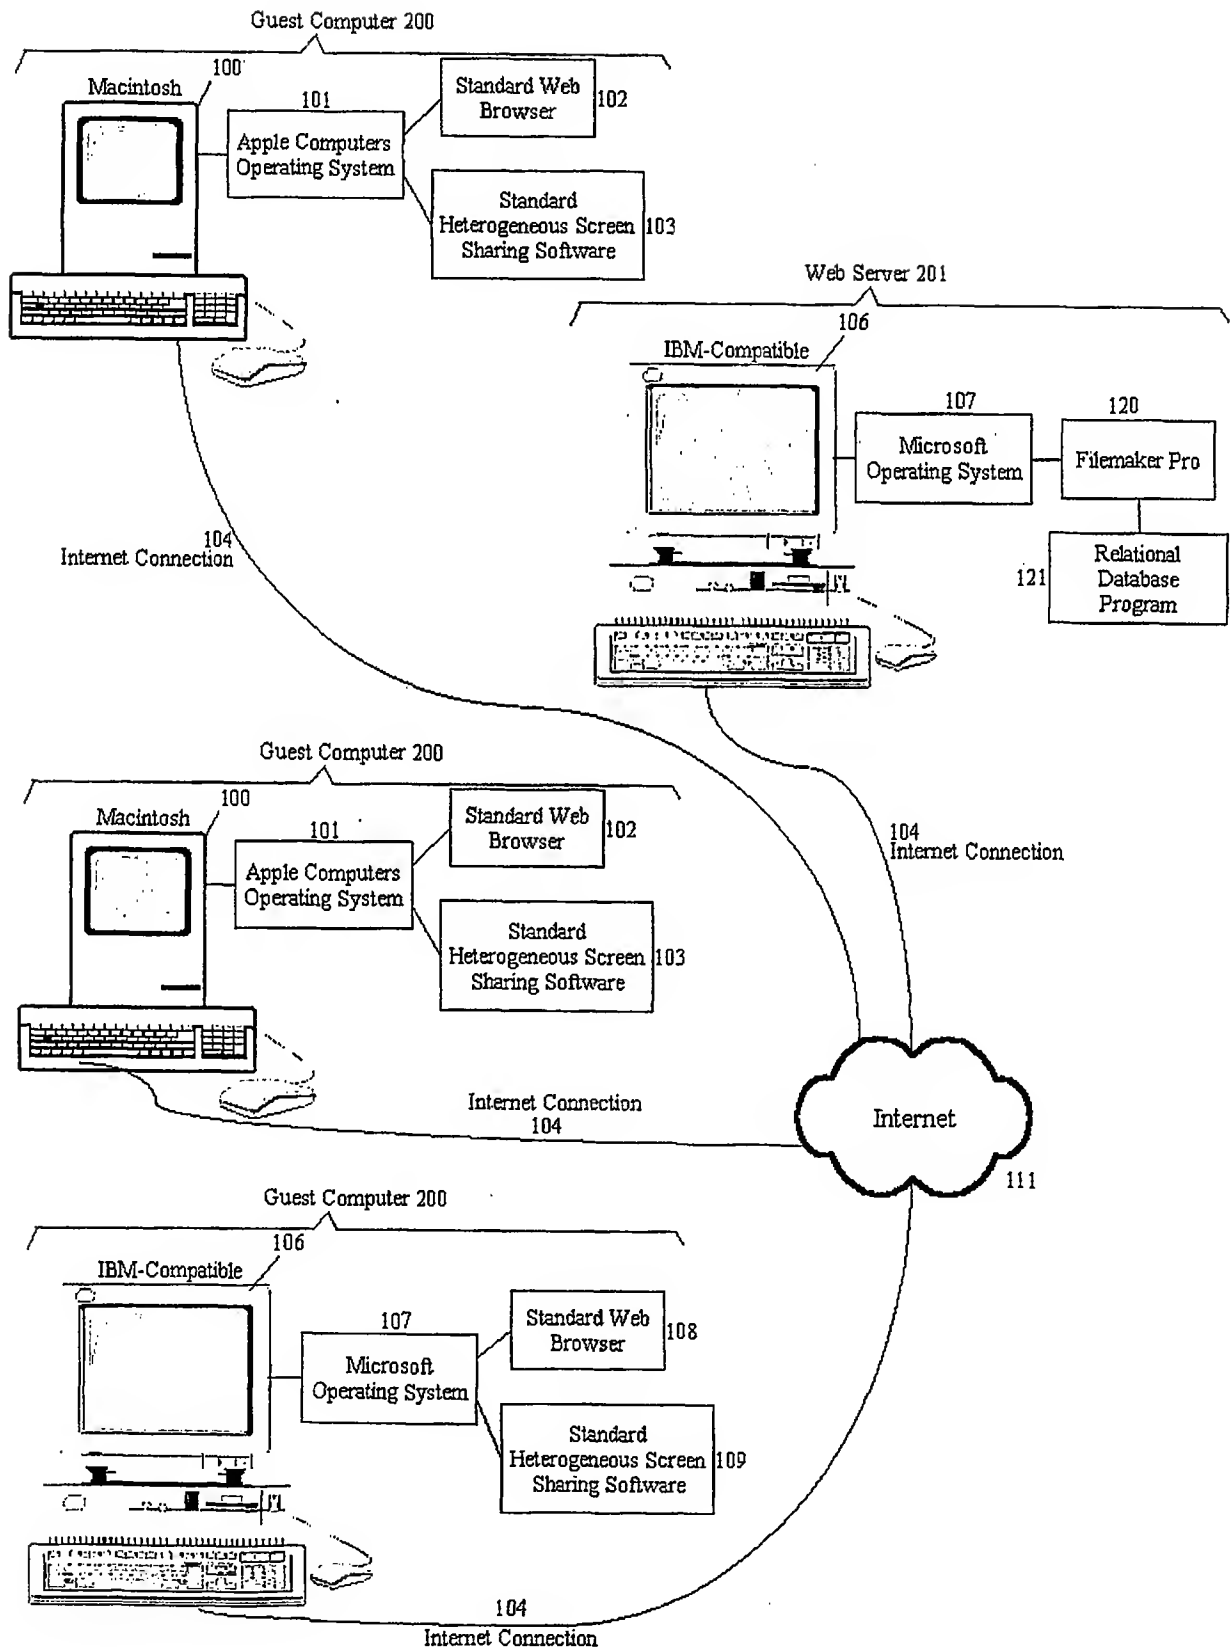 Guest Computer 200
Macintosh
100
101
Apple Computers
Operating System
Standard Web
Browser
102
Standard
Heterogeneous Screen
Sharing Software
103
Web Server 201
106
IBM-Compatible
107
Microsoft
Operating System
120
Filemaker Pro
121
Relational
Database
Program
104
Internet Connection
Guest Computer 200
Macintosh
100
101
Apple Computers
Operating System
Standard Web
Browser
102
Standard
Heterogeneous Screen
Sharing Software
103
104
Internet Connection
Internet Connection
104
Internet
111
Guest Computer 200
106
IBM-Compatible
107
Microsoft
Operating System
Standard Web
Browser
108
Standard
Heterogeneous Screen
Sharing Software
109
104
Internet Connection